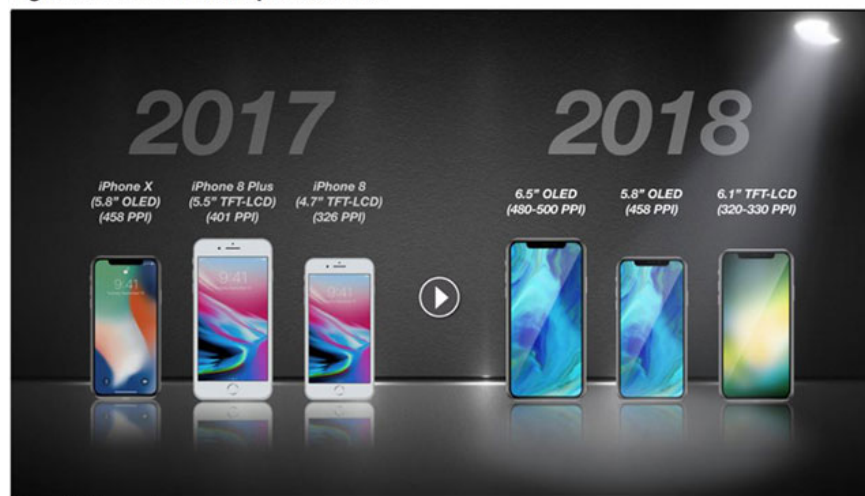 2017
2018
iPhone X
(5.8” OLED)
(458 PPI)
iPhone 8 Plus
(5.5” TFT-LCD)
(401 PPI)
iPhone 8
(4.7” TFT-LCD)
(326 PPI)
6.5” OLED
(480-500 PPI)
5.8” OLED
(458 PPI)
6.1” TFT-LCD
(320-330 PPI)
9:41
9:41
9:41